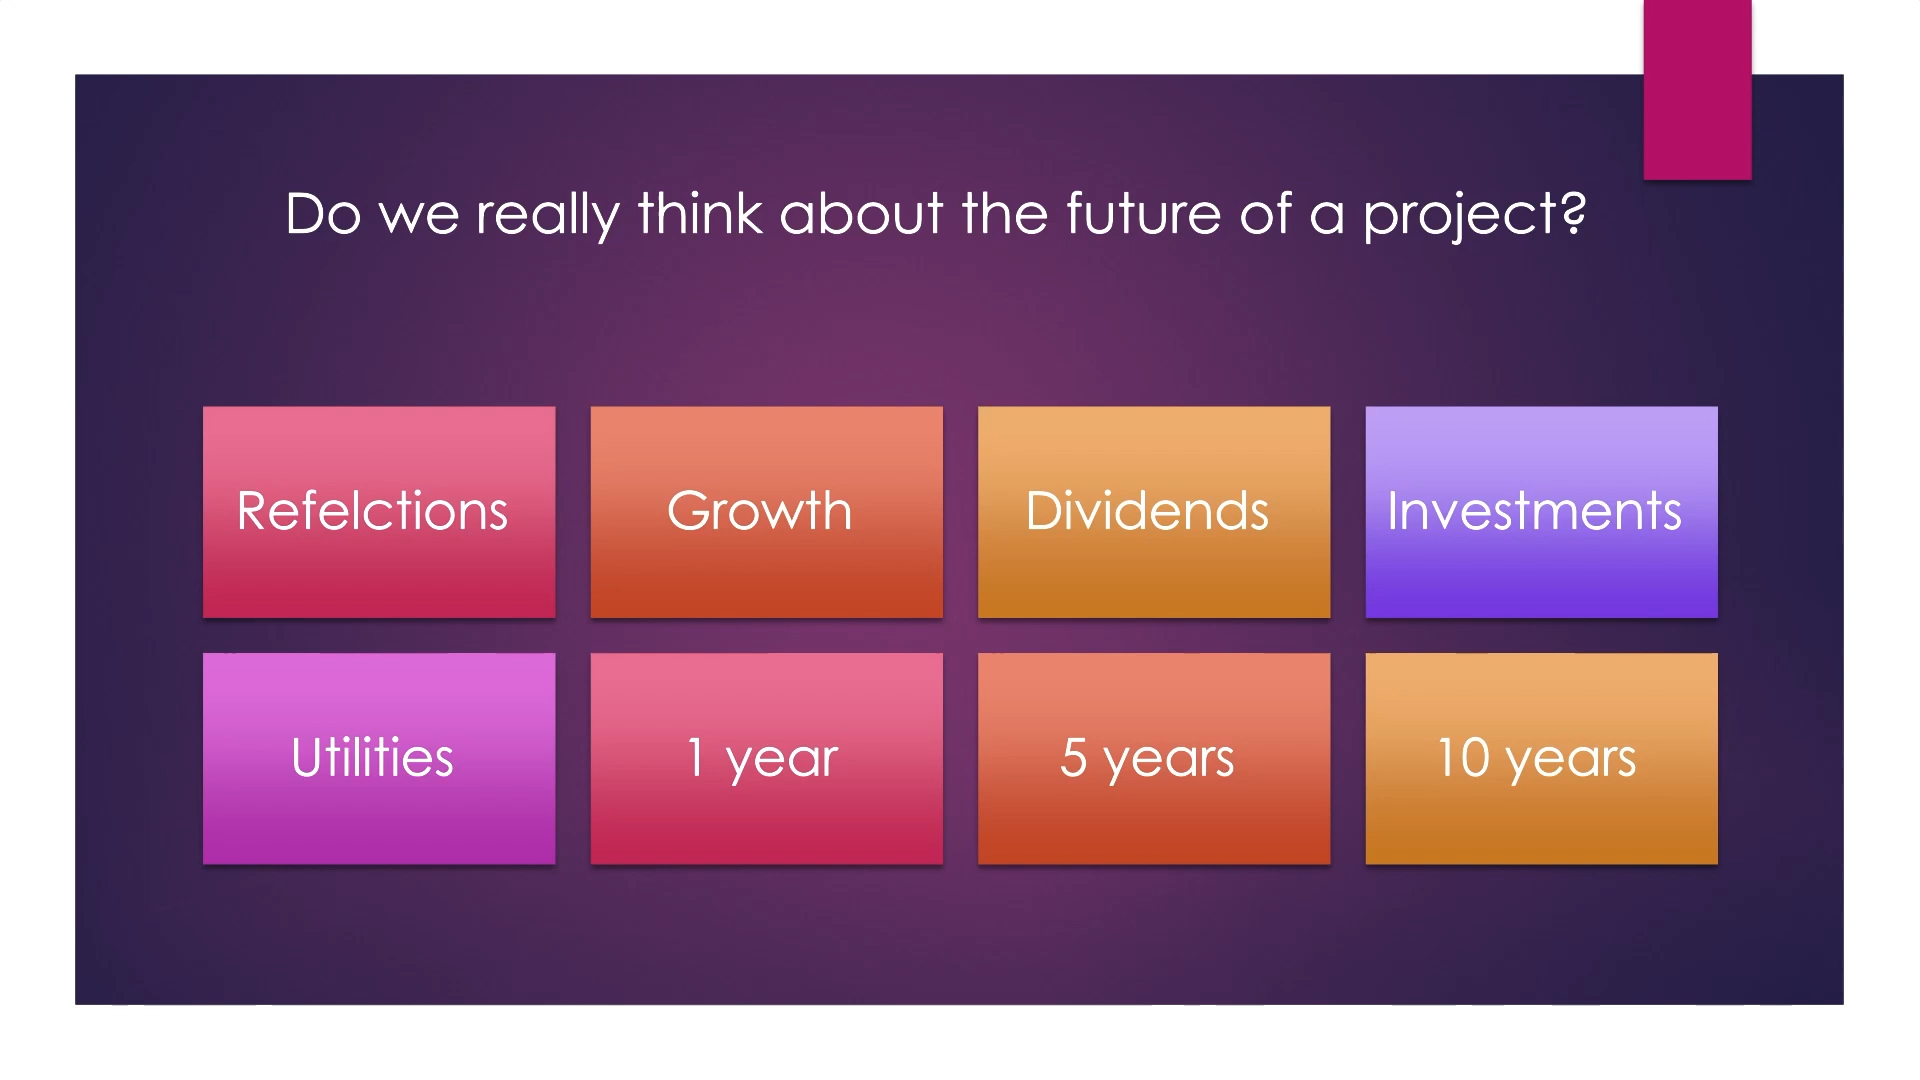 Do we really think about the future of a project?
Refelctions
Growth
Dividends
Investments
Utilities
1 year
5 years
10 years